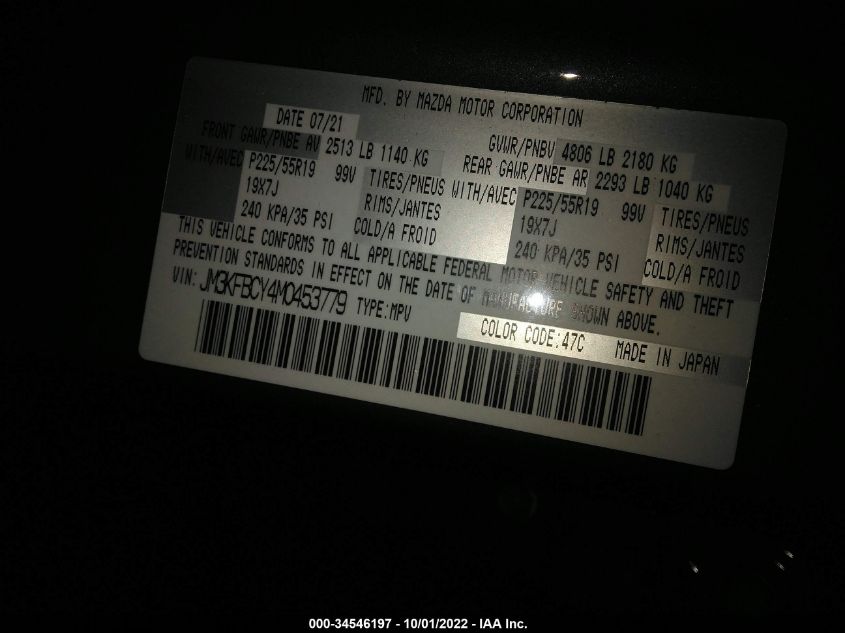 MFD. BY MAZDA MOTOR CORPORATION
DATE 07/21 GVWR/PNBV 4806 LB 2180 KG
FRONT GAWR/PNBE AV 2513 LB 1140 KG REAR GAWR/PNBE AR 2293 LB 1040 KG
WITH/AVEC P225/55R19 99V TIRES/PNEUS WITH/AVEC P225/55R19 99V TIRES/PNEUS
19X7J RIMS/JANTES 19X7J RIMS/JANTES
240 KPA/35 PSI COLD/A FROID 240 KPA/35 PSI COLD/A FROID
THIS VEHICLE CONFORMS TO ALL APPLICABLE FEDERAL MOTOR VEHICLE SAFETY AND THEFT
PREVENTION STANDARDS IN EFFECT ON THE DATE OF MANUFACTURE SHOWN ABOVE.
VIN: JM3KFBCY4M0453779 TYPE:MPV
COLOR CODE:47C MADE IN JAPAN
000-34546197 - 10/01/2022 - IAA Inc.